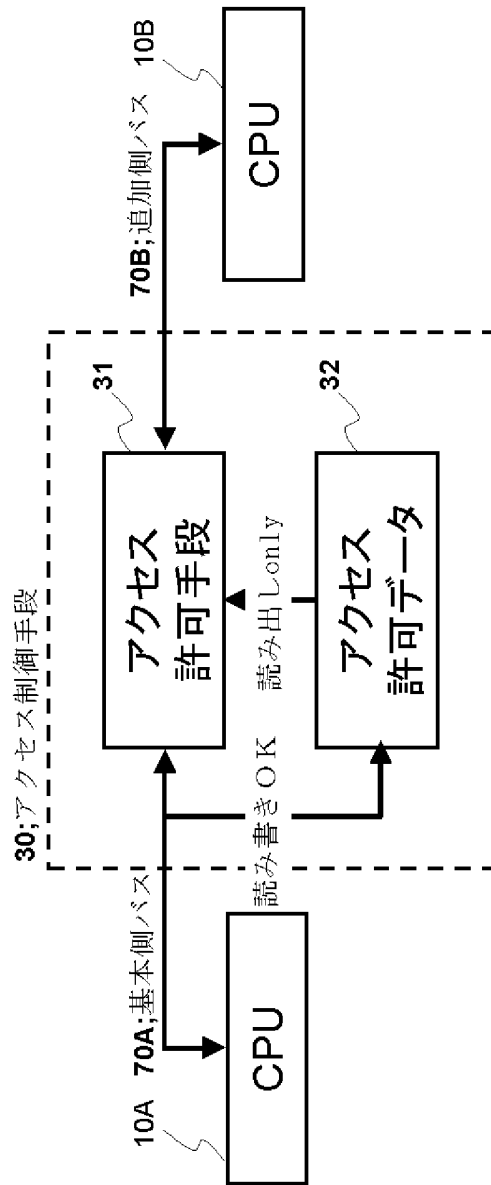 30;アクセス制御手段
10A
70A;基本側バス
CPU
読み書きOK
アクセス
許可手段
31
読み出しonly
アクセス
許可データ
32
70B;追加側バス
10B
CPU